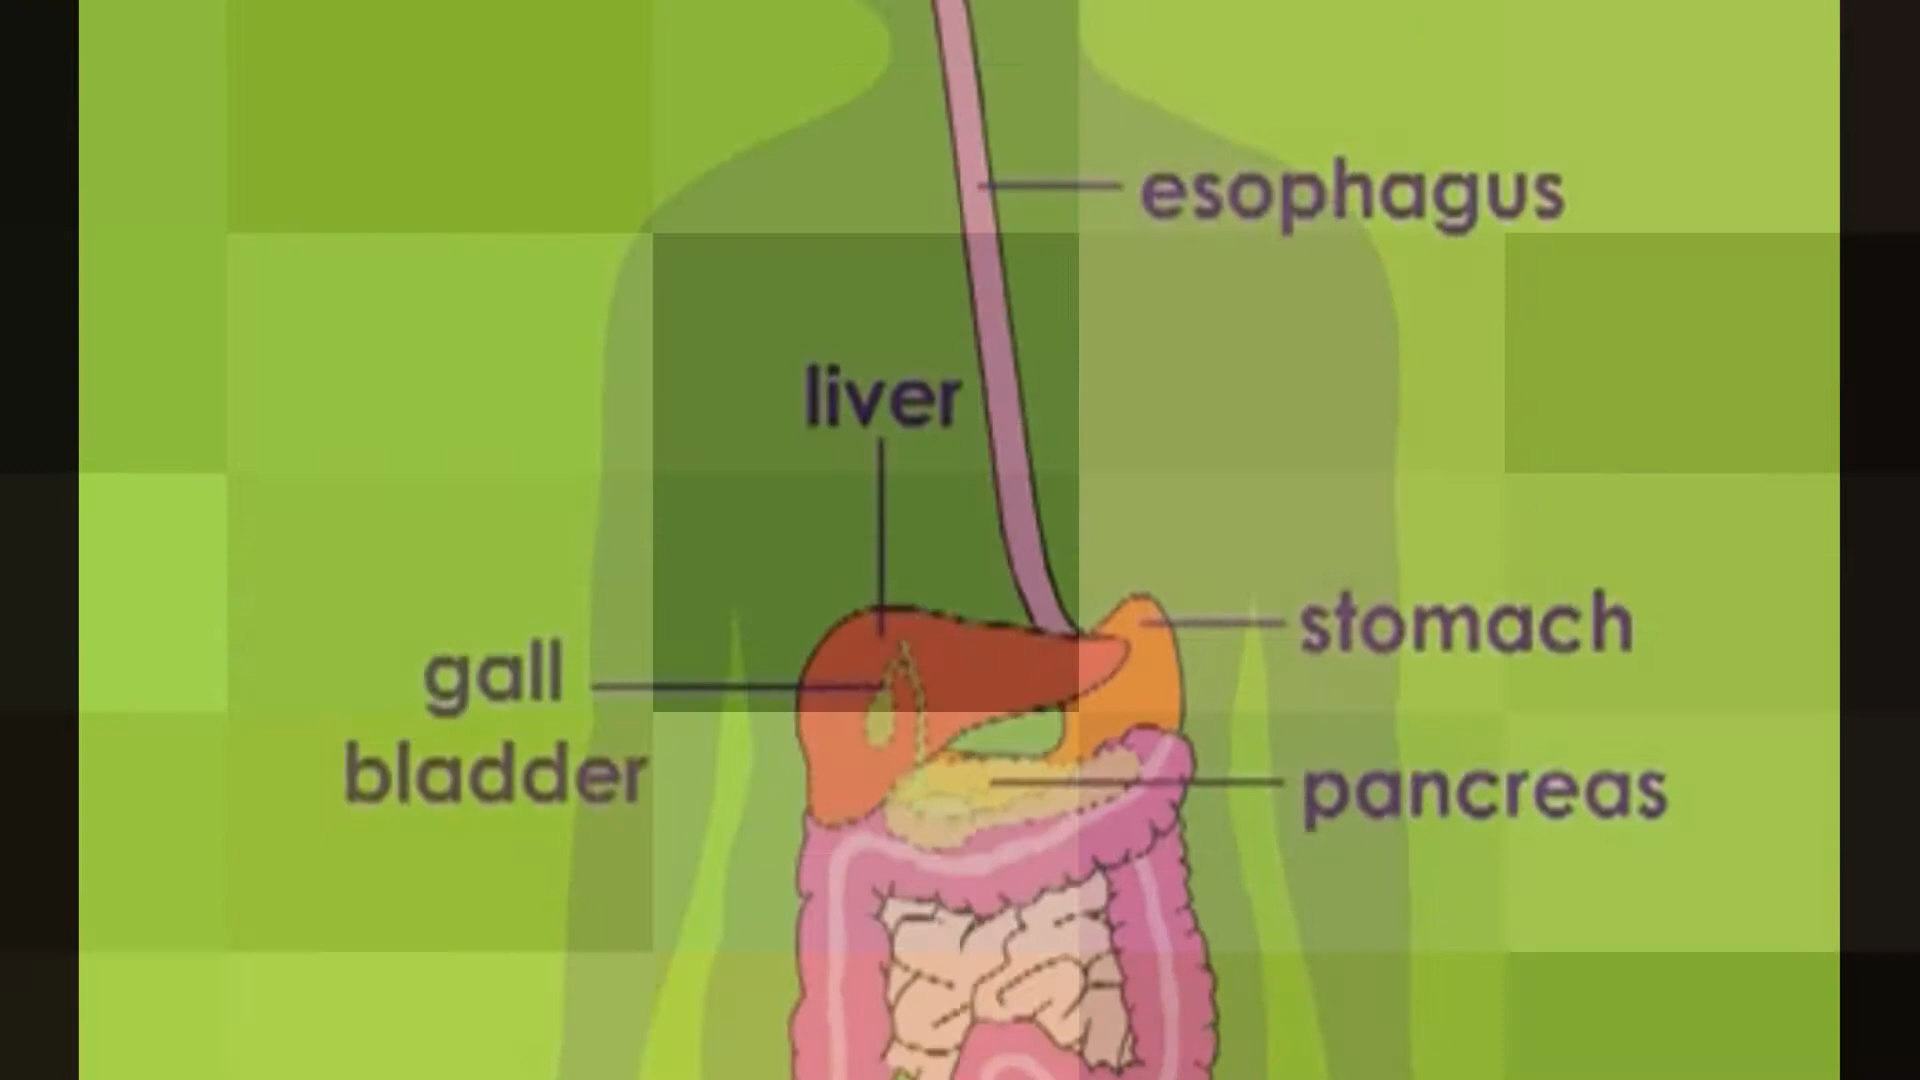 esophagus
liver
stomach
gall
bladder
pancreas